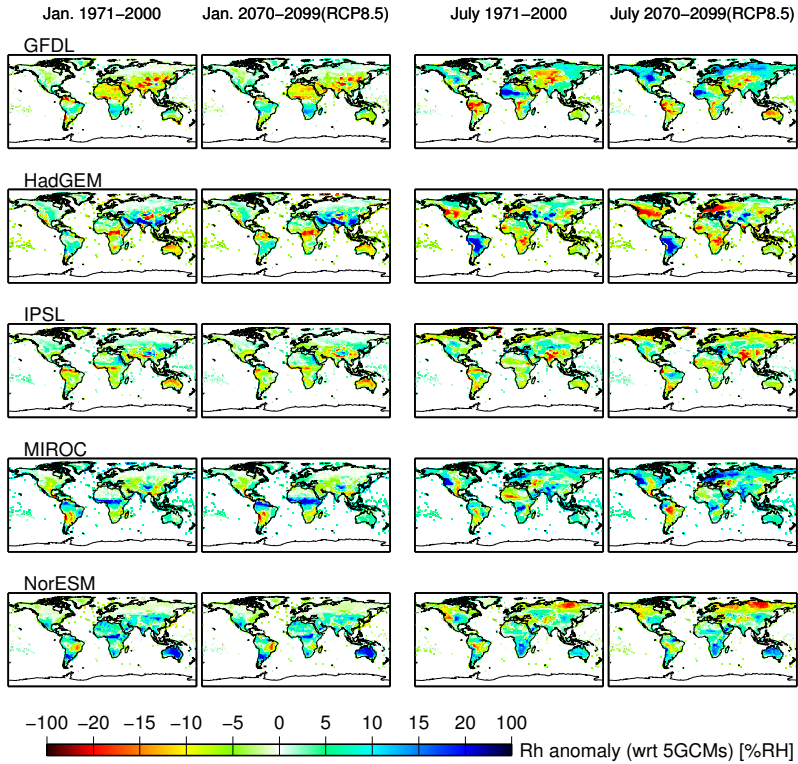 Jan. 1971−2000
Jan. 2070−2099(RCP8.5)
July 1971−2000
July 2070−2099(RCP8.5)
GFDL
HadGEM
IPSL
MIROC
NorESM
−100 −20 −15 −10 −5 0 5 10 15 20 100
Rh anomaly (wrt 5GCMs) [%RH]